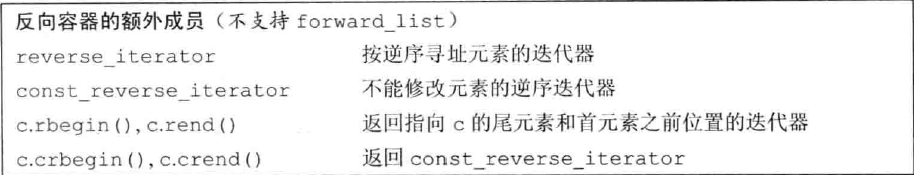 反向容器的额外成员（不支持 forward_list）
reverse_iterator 按逆序寻址元素的迭代器
const_reverse_iterator 不能修改元素的逆序迭代器
c.rbegin(),c.rend() 返回指向 c 的尾元素和首元素之前位置的迭代器
c.crbegin(),c.crend() 返回 const_reverse_iterator